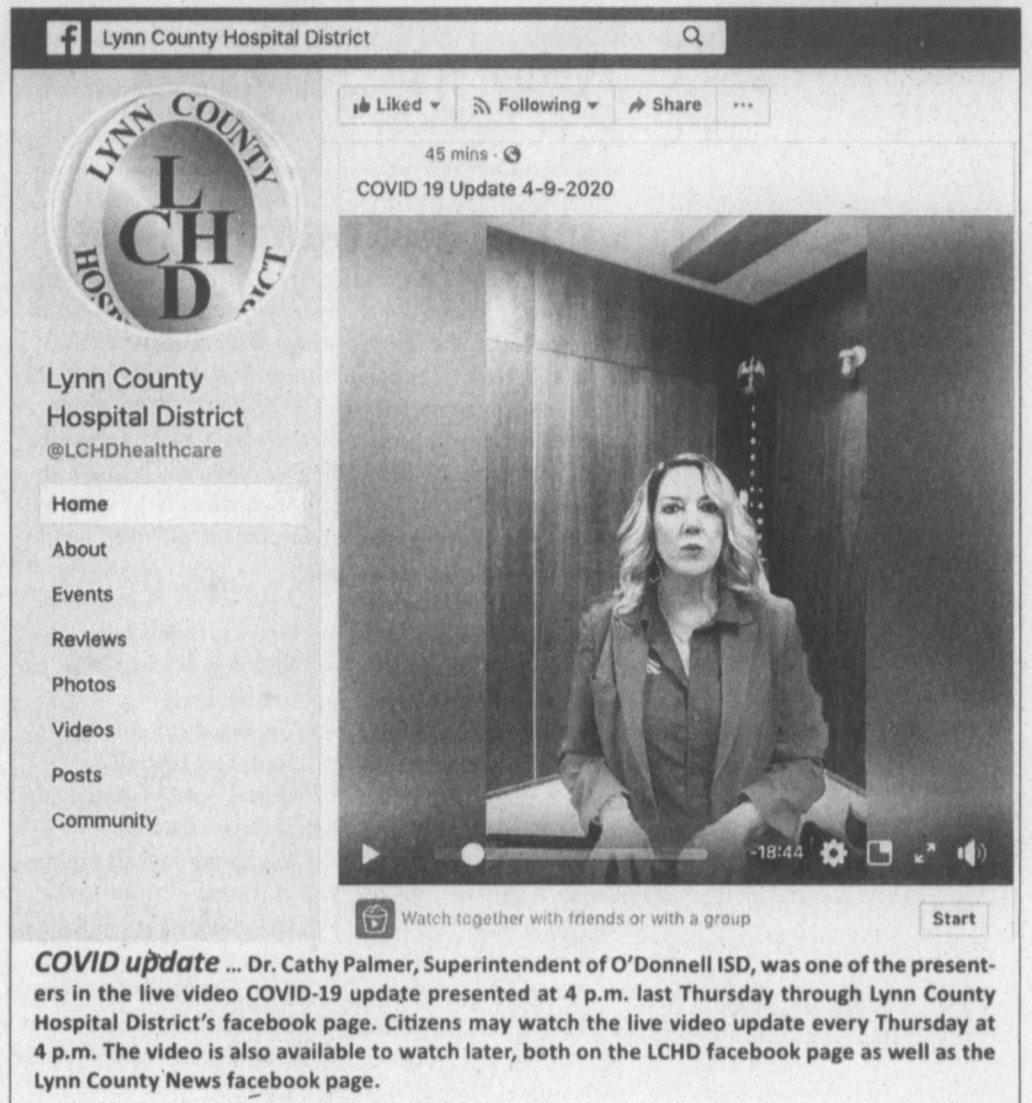 f Lynn County Hospital District
LYNN COUNTY
L
CHD
D
Liked Following Share ...
45 mins ·
COVID 19 Update 4-9-2020
Lynn County
Hospital District
@LCHDhealthcare
Home
About
Events
Reviews
Photos
Videos
Posts
Community
-18:44
Watch together with friends or with a group Start
COVID update ... Dr. Cathy Palmer, Superintendent of O'Donnell ISD, was one of the present-
ers in the live video COVID-19 update presented at 4 p.m. last Thursday through Lynn County
Hospital District's facebook page. Citizens may watch the live video update every Thursday at
4 p.m. The video is also available to watch later, both on the LCHD facebook page as well as the
Lynn County News facebook page.